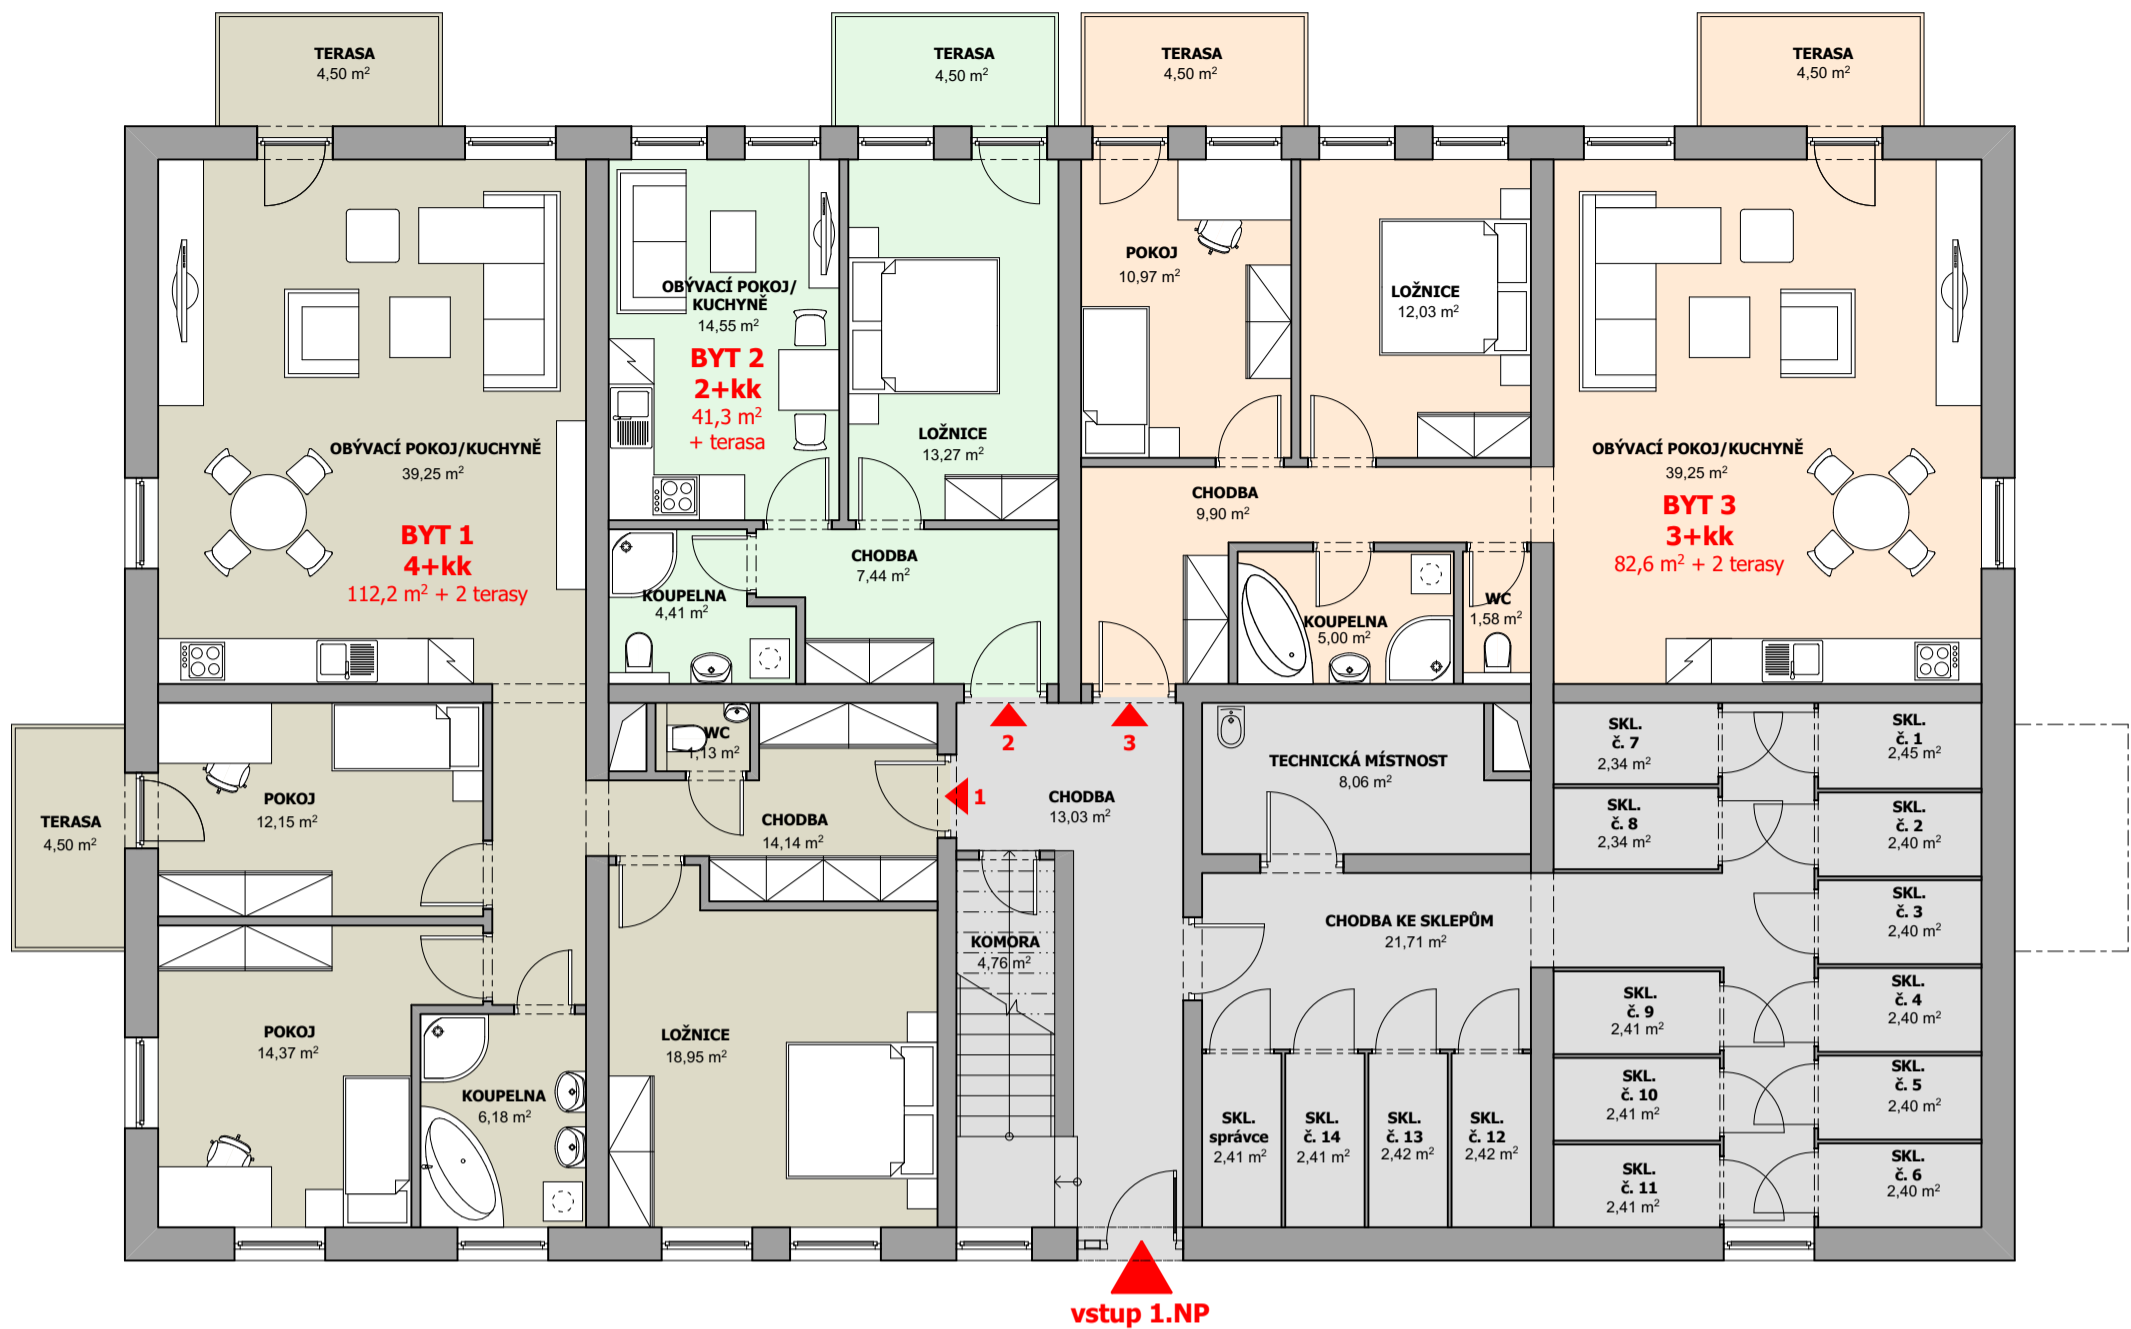 TERASA
4,50 m²
TERASA
4,50 m²
TERASA
4,50 m²
TERASA
4,50 m²
OBÝVACÍ POKOJ/KUCHYNĚ
39,25 m²
BYT 1
4+kk
112,2 m² + 2 terasy
OBÝVACÍ POKOJ/
KUCHYNĚ
14,55 m²
BYT 2
2+kk
41,3 m²
+ terasa
LOŽNICE
13,27 m²
POKOJ
10,97 m²
LOŽNICE
12,03 m²
OBÝVACÍ POKOJ/KUCHYNĚ
39,25 m²
BYT 3
3+kk
82,6 m² + 2 terasy
CHODBA
9,90 m²
CHODBA
7,44 m²
KOUPELNA
4,41 m²
KOUPELNA
5,00 m²
WC
1,58 m²
TERASA
4,50 m²
POKOJ
12,15 m²
WC
1,13 m²
CHODBA
14,14 m²
1
2
3
CHODBA
13,03 m²
TECHNICKÁ MÍSTNOST
8,06 m²
SKL.
č. 7
2,34 m²
SKL.
č. 1
2,45 m²
SKL.
č. 8
2,34 m²
SKL.
č. 2
2,40 m²
SKL.
č. 3
2,40 m²
CHODBA KE SKLEPŮM
21,71 m²
KOMORA
4,76 m²
POKOJ
14,37 m²
LOŽNICE
18,95 m²
KOUPELNA
6,18 m²
SKL.
č. 9
2,41 m²
SKL.
č. 4
2,40 m²
SKL.
č. 10
2,41 m²
SKL.
č. 5
2,40 m²
SKL.
správce
2,41 m²
SKL.
č. 14
2,41 m²
SKL.
č. 13
2,42 m²
SKL.
č. 12
2,42 m²
SKL.
č. 11
2,41 m²
SKL.
č. 6
2,40 m²
vstup 1.NP